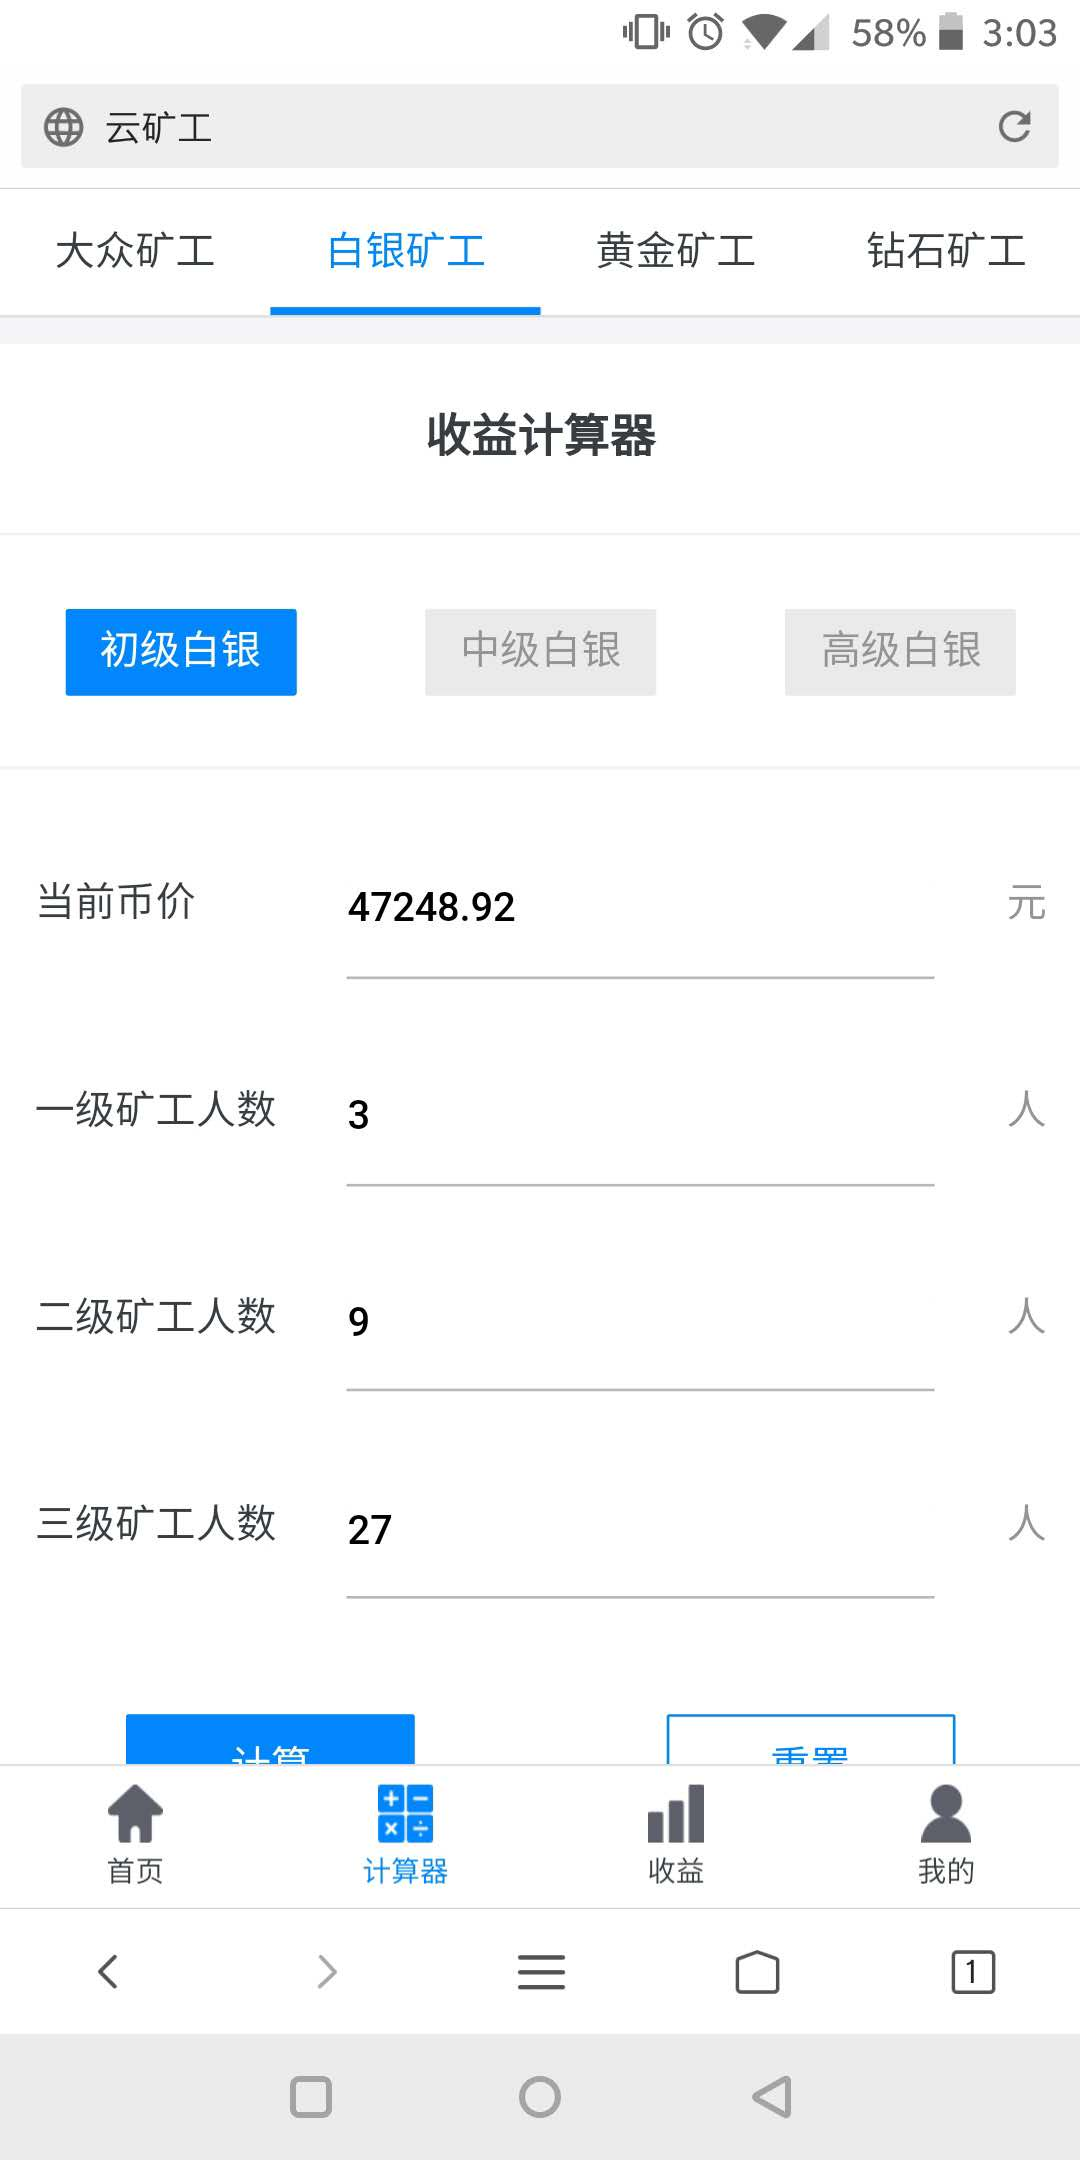 58% 3:03
云矿工
大众矿工 白银矿工 黄金矿工 钻石矿工
收益计算器
初级白银 中级白银 高级白银
当前币价 47248.92 元
一级矿工人数 3 人
二级矿工人数 9 人
三级矿工人数 27 人
计算 重置
首页 计算器 收益 我的
1